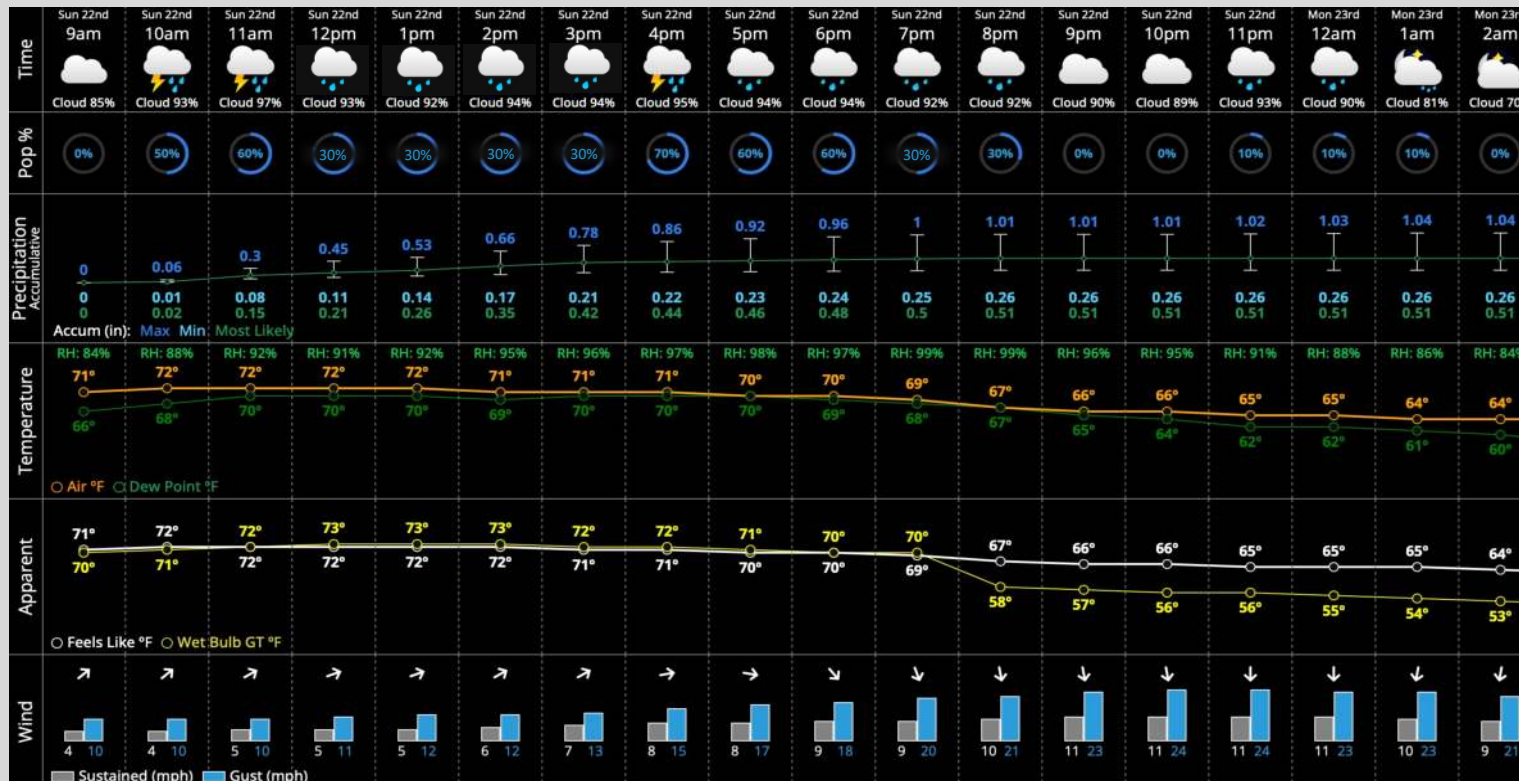 Sun 22nd Sun 22nd Sun 22nd Sun 22nd Sun 22nd Sun 22nd Sun 22nd Sun 22nd Sun 22nd Sun 22nd Sun 22nd Sun 22nd Sun 22nd Sun 22nd Sun 22nd Mon 23rd Mon 23rd Mon 23r
Time 9am 10am 11am 12pm 1pm 2pm 3pm 4pm 5pm 6pm 7pm 8pm 9pm 10pm 11pm 12am 1am 2am
Cloud 85% Cloud 93% Cloud 97% Cloud 93% Cloud 92% Cloud 94% Cloud 94% Cloud 95% Cloud 94% Cloud 94% Cloud 92% Cloud 92% Cloud 90% Cloud 89% Cloud 93% Cloud 90% Cloud 81% Cloud 70
Pop % 0% 50% 60% 30% 30% 30% 30% 70% 60% 60% 30% 30% 0% 0% 10% 10% 10% 0%
Precipitation
Accumulative
0 0.06 0.3 0.45 0.53 0.66 0.78 0.86 0.92 0.96 1 1.01 1.01 1.01 1.02 1.03 1.04 1.04
0 0.01 0.08 0.11 0.14 0.17 0.21 0.22 0.23 0.24 0.25 0.26 0.26 0.26 0.26 0.26 0.26 0.26
0 0.02 0.15 0.21 0.26 0.35 0.42 0.44 0.46 0.48 0.5 0.51 0.51 0.51 0.51 0.51 0.51 0.51
Accum (in): Max Min Most Likely
RH: 84% RH: 88% RH: 92% RH: 91% RH: 92% RH: 95% RH: 96% RH: 97% RH: 98% RH: 97% RH: 99% RH: 99% RH: 96% RH: 95% RH: 91% RH: 88% RH: 86% RH: 84%
Temperature
71° 72° 72° 72° 72° 71° 71° 71° 70° 70° 69° 67° 66° 66° 65° 65° 64° 64°
66° 68° 70° 70° 70° 69° 70° 70° 70° 69° 68° 67° 65° 64° 62° 62° 61° 60°
Air °F Dew Point °F
Apparent
71° 72° 72° 73° 73° 73° 72° 72° 71° 70° 70° 67° 66° 66° 65° 65° 65° 64°
70° 71° 72° 72° 72° 72° 71° 71° 70° 70° 69° 58° 57° 56° 56° 55° 54° 53°
Feels Like °F Wet Bulb GT °F
Wind
4 10 4 10 5 10 5 11 5 12 6 12 7 13 8 15 8 17 9 18 9 20 10 21 11 23 11 24 11 24 11 23 10 23 9 21
Sustained (mph) Gust (mph)